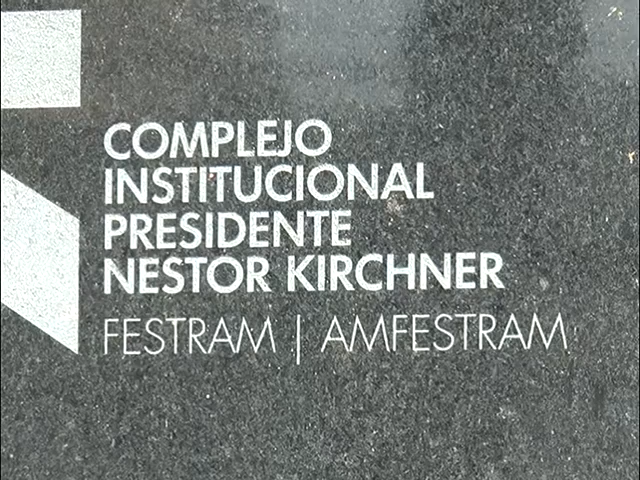 COMPLEJO
INSTITUCIONAL
PRESIDENTE
NESTOR KIRCHNER
FESTRAM | AMFESTRAM